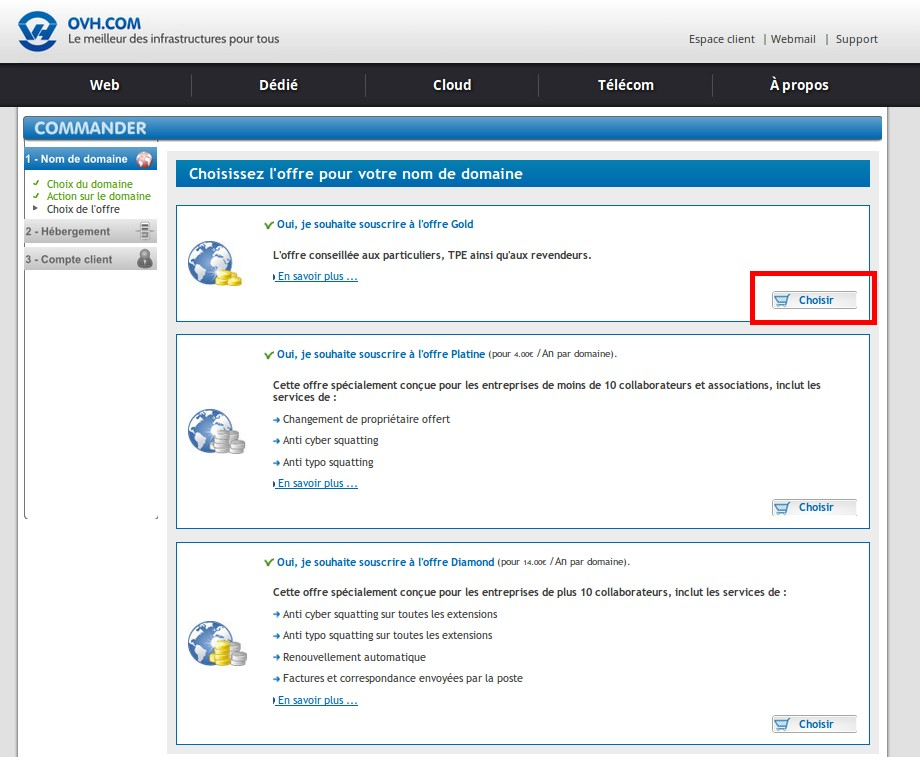 OVH.COM
Le meilleur des infrastructures pour tous
Espace client | Webmail | Support
Web Dédié Cloud Télécom À propos
COMMANDER
1 - Nom de domaine
Choix du domaine
Action sur le domaine
Choix de l'offre
2 - Hébergement
3 - Compte client
Choisissez l'offre pour votre nom de domaine
Oui, je souhaite souscrire à l'offre Gold
L'offre conseillée aux particuliers, TPE ainsi qu'aux revendeurs.
En savoir plus ...
Choisir
Oui, je souhaite souscrire à l'offre Platine (pour 4.00€ /An par domaine).
Cette offre spécialement conçue pour les entreprises de moins de 10 collaborateurs et associations, inclut les
services de :
Changement de propriétaire offert
Anti cyber squatting
Anti typo squatting
En savoir plus ...
Choisir
Oui, je souhaite souscrire à l'offre Diamond (pour 14.00€ /An par domaine).
Cette offre spécialement conçue pour les entreprises de plus 10 collaborateurs, inclut les services de :
Anti cyber squatting sur toutes les extensions
Anti typo squatting sur toutes les extensions
Renouvellement automatique
Factures et correspondance envoyées par la poste
En savoir plus ...
Choisir